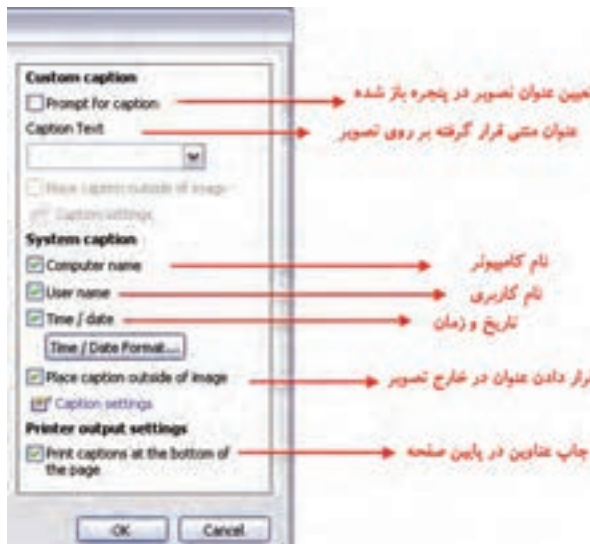 Custom caption
Prompt for caption
تعیین عنوان تصویر در پنجره باز شده
Caption Text
عنوان متنی قرار گرفته بر روی تصویر
Place caption outside of image
Caption settings
System caption
Computer name
نام کامپیوتر
User name
نام کاربری
Time / date
تاریخ و زمان
Time / Date Format....
Place caption outside of image
قرار دادن عنوان در خارج تصویر
Caption settings
Printer output settings
Print captions at the bottom of
the page
چاپ عناوین در پایین صفحه
OK
Cancel